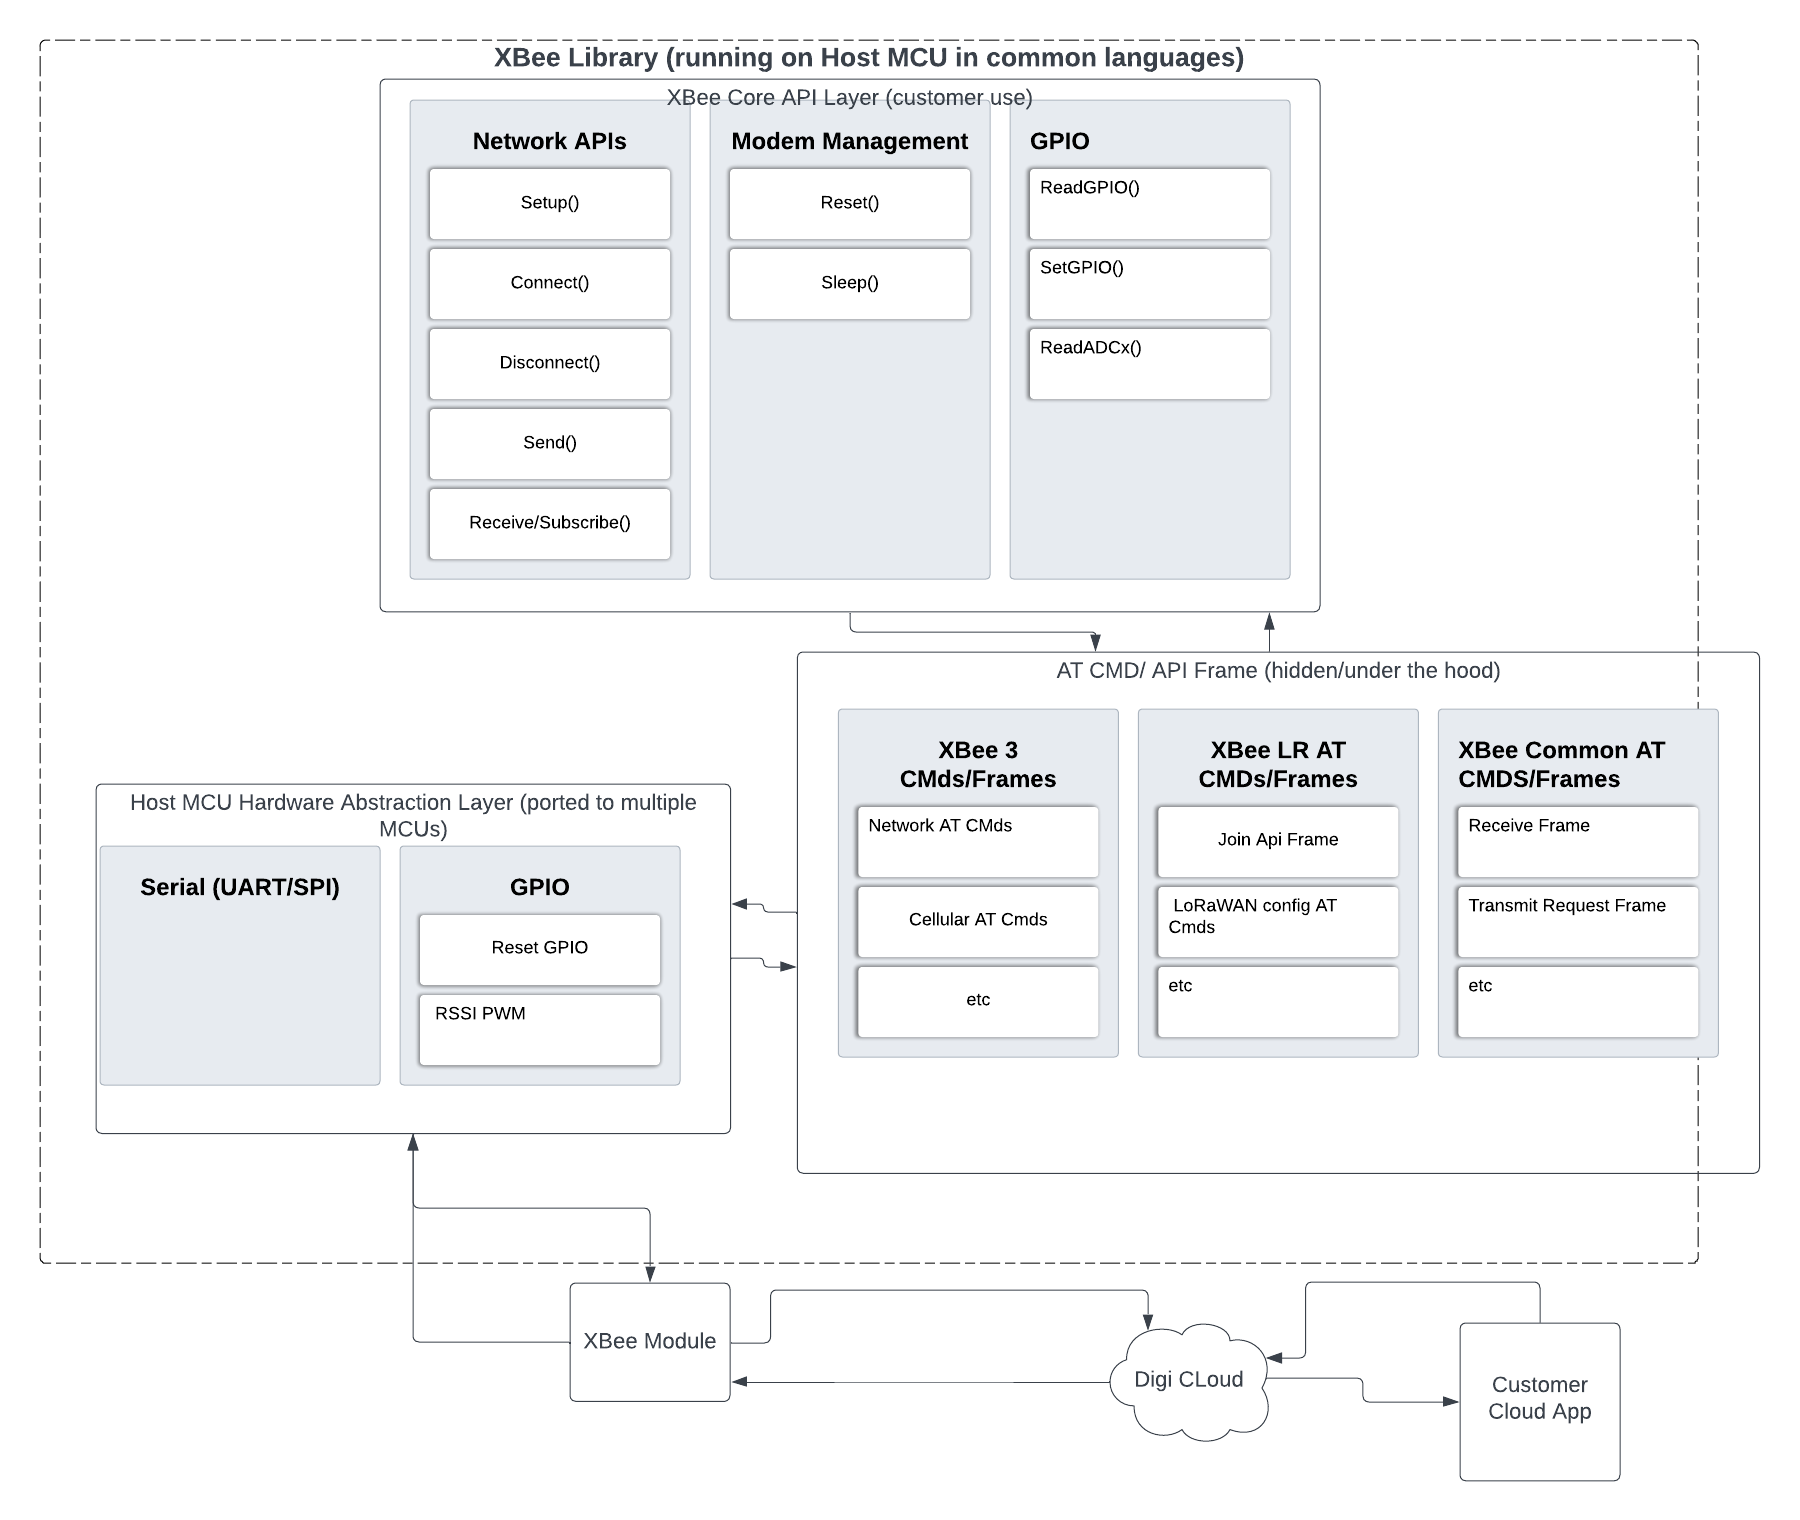 XBee Library (running on Host MCU in common languages)
XBee Core API Layer (customer use)
Network APIs
Setup()
Connect()
Disconnect()
Send()
Receive/Subscribe()
Modem Management
Reset()
Sleep()
GPIO
ReadGPIO()
SetGPIO()
ReadADCx()
AT CMD/ API Frame (hidden/under the hood)
XBee 3
CMds/Frames
Network AT CMds
Cellular AT Cmds
etc
XBee LR AT
CMDs/Frames
Join Api Frame
LoRaWAN config AT
Cmds
etc
XBee Common AT
CMDS/Frames
Receive Frame
Transmit Request Frame
etc
Host MCU Hardware Abstraction Layer (ported to multiple
MCUs)
Serial (UART/SPI)
GPIO
Reset GPIO
RSSI PWM
XBee Module
Digi CLoud
Customer
Cloud App